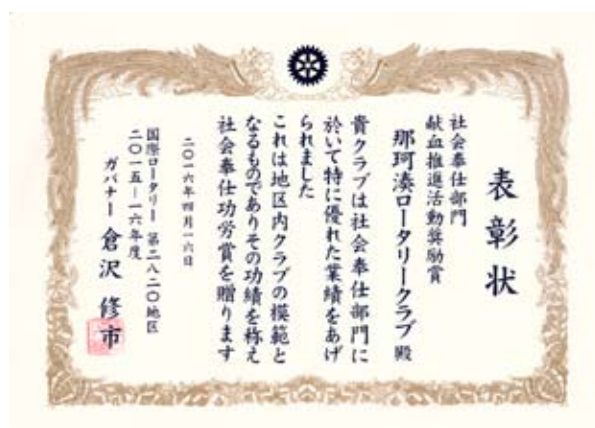 表彰状
社会奉仕部門
献血推進活動奨励賞
那珂湊ロータリークラブ 殿
貴クラブは社会奉仕部門に
於いて特に優れた業績をあげ
られました
これは地区内クラブの模範と
なるものでありその功績を称え
社会奉仕功労賞を贈ります
二〇一六年四月一六日
国際ロータリー 第二八二〇地区
二〇一五―一六年度
ガバナー 倉沢 修市